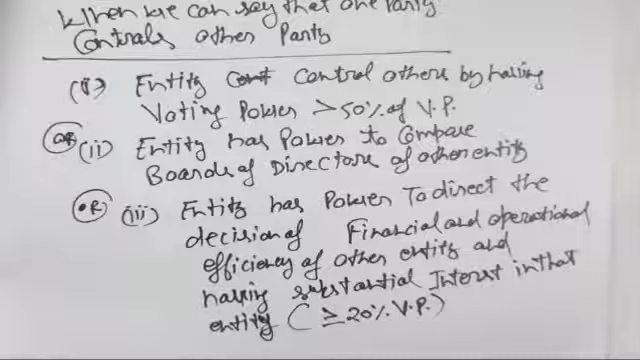 When we can say that one Party
Controls other Party
(i) Entity Control others by having
Voting Power > 50% of V.P.
OR (ii) Entity has Power to Compose
Boards of Directors of other entity
OR (iii) Entity has Power To direct the
decision of Financial and operational
efficiency of other entity and
having substantial Interest in that
entity ( ≥ 20% V.P.)